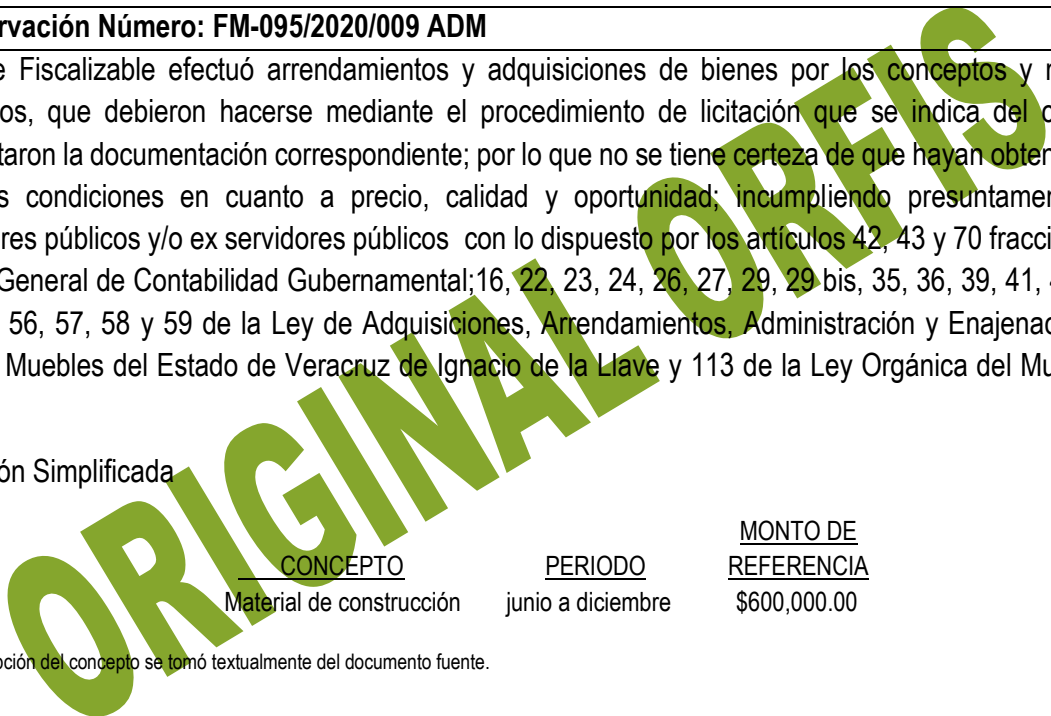 rvación Número: FM-095/2020/009 ADM
e Fiscalizable efectuó arrendamientos y adquisiciones de bienes por los conceptos y
os, que debieron hacerse mediante el procedimiento de licitación que se indica del
taron la documentación correspondiente; por lo que no se tiene certeza de que hayan obten
s condiciones en cuanto a precio, calidad y oportunidad; incumpliendo presuntamen
res públicos y/o ex servidores públicos con lo dispuesto por los artículos 42, 43 y 70 fracci
General de Contabilidad Gubernamental;16, 22, 23, 24, 26, 27, 29, 29 bis, 35, 36, 39, 41,
56, 57, 58 y 59 de la Ley de Adquisiciones, Arrendamientos, Administración y Enajenac
Muebles del Estado de Veracruz de Ignacio de la Llave y 113 de la Ley Orgánica del Mu
ón Simplificada
MONTO DE
CONCEPTO PERIODO REFERENCIA
Material de construcción junio a diciembre $600,000.00
pción del concepto se tomó textualmente del documento fuente.
ORIGINAL ORFIS